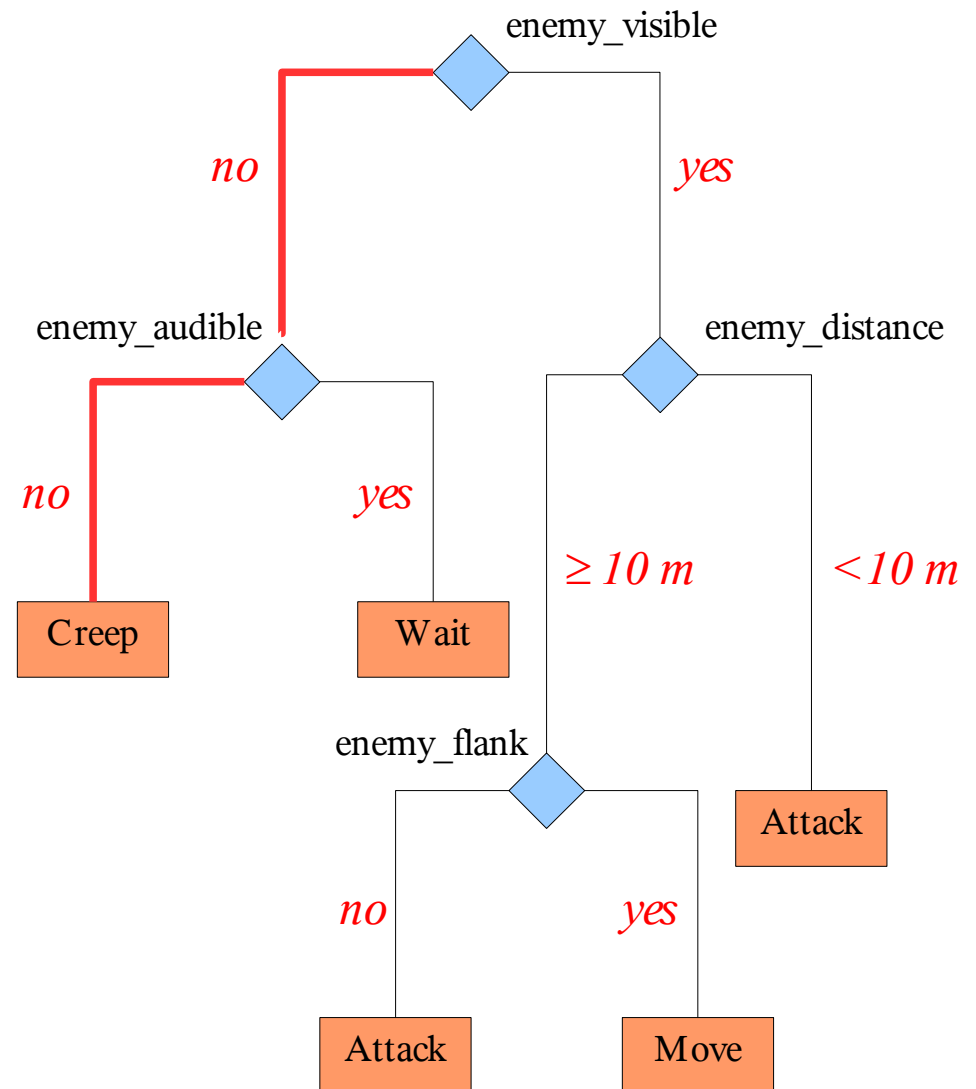 enemy_visible
no
yes
enemy_audible
enemy_distance
no
yes
≥ 10 m
< 10 m
Creep
Wait
enemy_flank
Attack
no
yes
Attack
Move